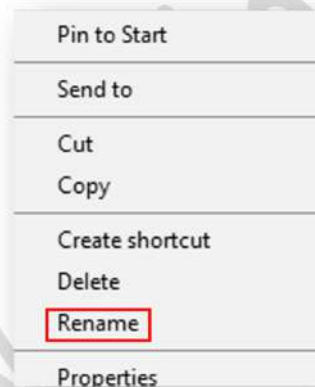 Pin to Start
Send to
Cut
Copy
Create shortcut
Delete
Rename
Properties